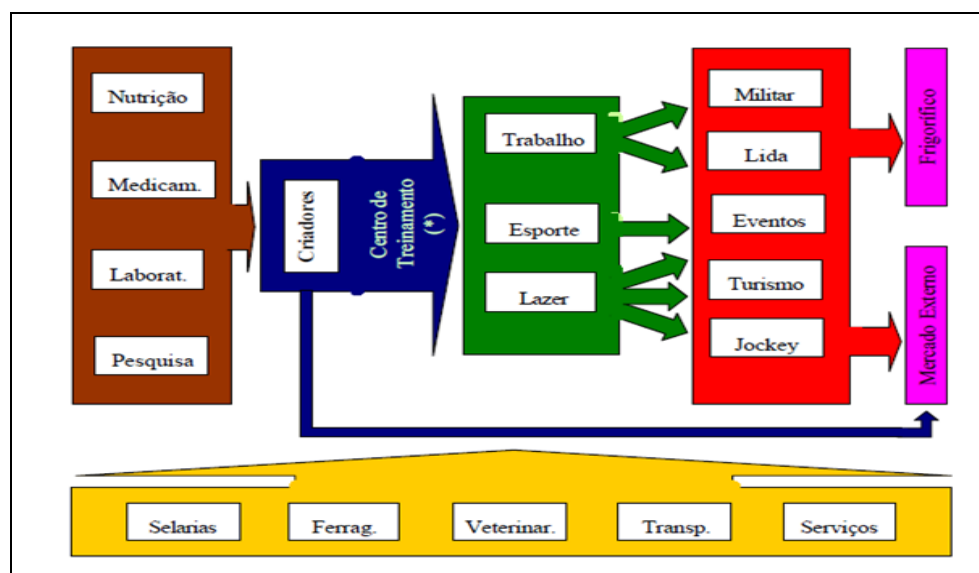 Nutrição
Medicam.
Laborat.
Pesquisa
Criadores
Centro de
Treinamento
(*)
Trabalho
Esporte
Lazer
Militar
Lida
Eventos
Turismo
Jockey
Frigorífico
Mercado Externo
Selarias
Ferrag.
Veterinar.
Transp.
Serviços